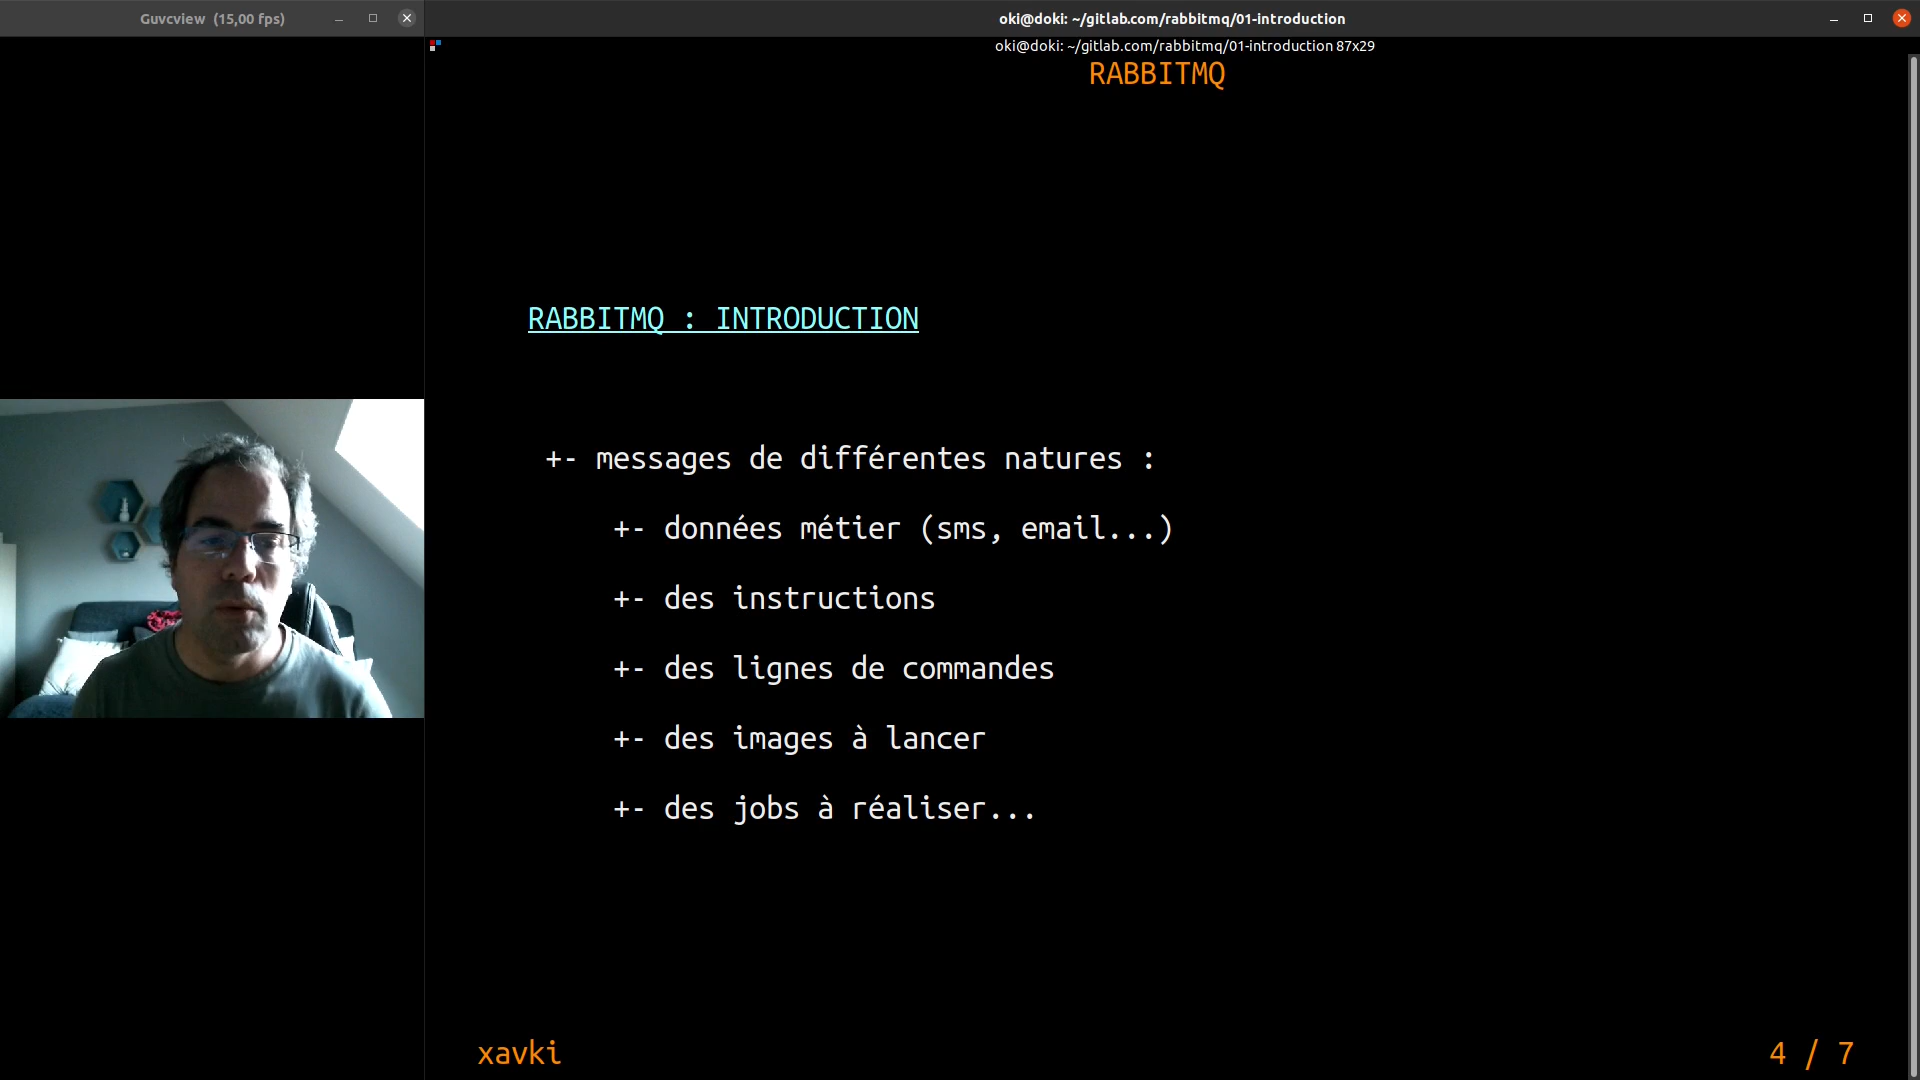 Guvcview (15,00 fps)
oki@doki: ~/gitlab.com/rabbitmq/01-introduction
oki@doki: ~/gitlab.com/rabbitmq/01-introduction 87x29
RABBITMQ
RABBITMQ : INTRODUCTION
+- messages de différentes natures :
+- données métier (sms, email...)
+- des instructions
+- des lignes de commandes
+- des images à lancer
+- des jobs à réaliser...
xavki
4 / 7